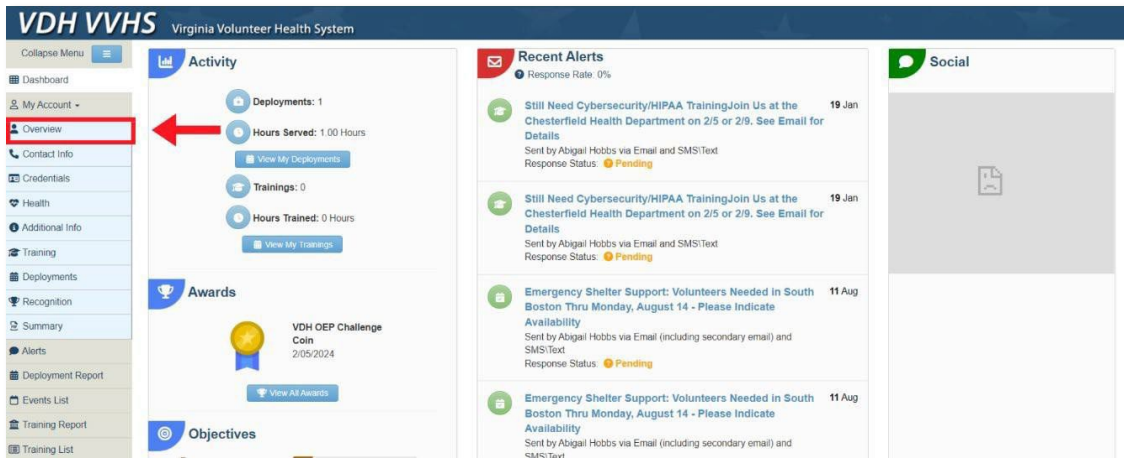 VDH VVHS Virginia Volunteer Health System
Collapse Menu
Dashboard
My Account
Overview
Contact Info
Credentials
Health
Additional Info
Training
Deployments
Recognition
Summary
Alerts
Deployment Report
Events List
Training Report
Training List
Activity
Deployments: 1
Hours Served: 1.00 Hours
View My Deployments
Trainings: 0
Hours Trained: 0 Hours
View My Trainings
Awards
VDH OEP Challenge
Coin
2/05/2024
View All Awards
Objectives
Recent Alerts
Response Rate 0%
Still Need Cybersecurity/HIPAA TrainingJoin Us at the 19 Jan
Chesterfield Health Department on 2/5 or 2/9. See Email for
Details
Sent by Abigail Hobbs via Email and SMS\Text
Response Status: Pending
Still Need Cybersecurity/HIPAA TrainingJoin Us at the 19 Jan
Chesterfield Health Department on 2/5 or 2/9. See Email for
Details
Sent by Abigail Hobbs via Email and SMS\Text
Response Status: Pending
Emergency Shelter Support: Volunteers Needed in South 11 Aug
Boston Thru Monday, August 14 - Please Indicate
Availability
Sent by Abigail Hobbs via Email (including secondary email) and
SMS\Text
Response Status: Pending
Emergency Shelter Support: Volunteers Needed in South 11 Aug
Boston Thru Monday, August 14 - Please Indicate
Availability
Sent by Abigail Hobbs via Email (including secondary email) and
SMS\Text
Social